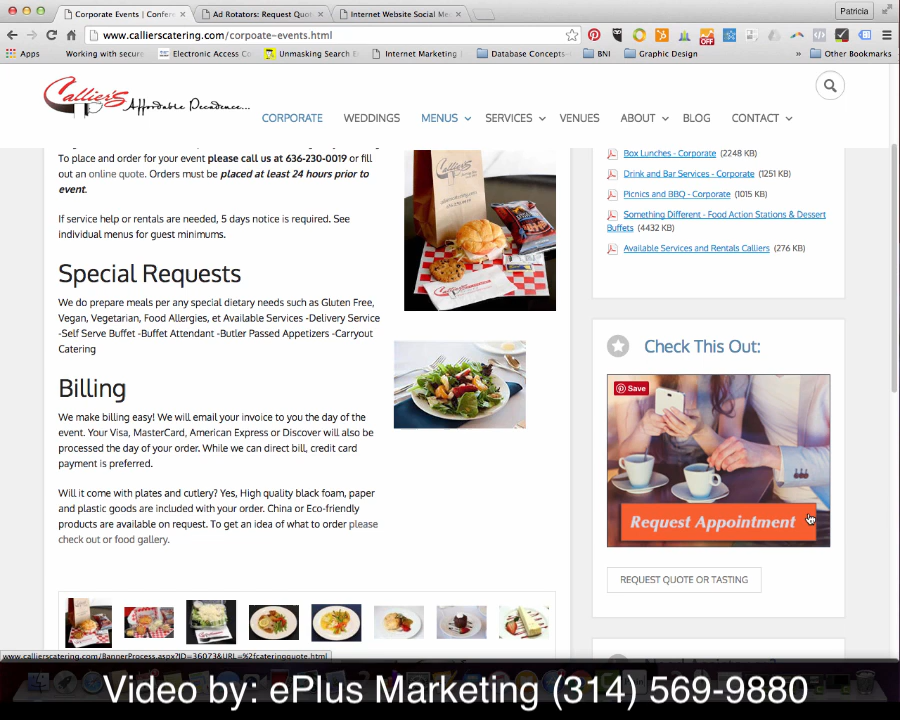 Corporate Events | Confere
Ad Rotators: Request Quot
Internet Website Social Me
Patricia
www.callierscatering.com/corpoate-events.html
Apps
Working with secure
Electronic Access Co
Unmasking Search E
Internet Marketing
Database Concepts-
BNI
Graphic Design
Other Bookmarks
Callier's
Affordable Decadence...
CORPORATE
WEDDINGS
MENUS
SERVICES
VENUES
ABOUT
BLOG
CONTACT
To place and order for your event please call us at 636-230-0019 or fill
out an online quote. Orders must be placed at least 24 hours prior to
event.
If service help or rentals are needed, 5 days notice is required. See
individual menus for guest minimums.
Special Requests
We do prepare meals per any special dietary needs such as Gluten Free,
Vegan, Vegetarian, Food Allergies, et Available Services -Delivery Service
-Self Serve Buffet -Buffet Attendant -Butler Passed Appetizers -Carryout
Catering
Billing
We make billing easy! We will email your invoice to you the day of the
event. Your Visa, MasterCard, American Express or Discover will also be
processed the day of your order. While we can direct bill, credit card
payment is preferred.
Will it come with plates and cutlery? Yes, High quality black foam, paper
and plastic goods are included with your order. China or Eco-friendly
products are available on request. To get an idea of what to order please
check out or food gallery.
Box Lunches - Corporate (2248 KB)
Drink and Bar Services - Corporate (1251 KB)
Picnics and BBQ - Corporate (1015 KB)
Something Different - Food Action Stations & Dessert
Buffets (4432 KB)
Available Services and Rentals Calliers (276 KB)
Check This Out:
Save
Request Appointment
REQUEST QUOTE OR TASTING
www.callierscatering.com/BannerProcess.aspx?ID=36073&URL=%2fcateringquote.html
Video by: ePlus Marketing (314) 569-9880